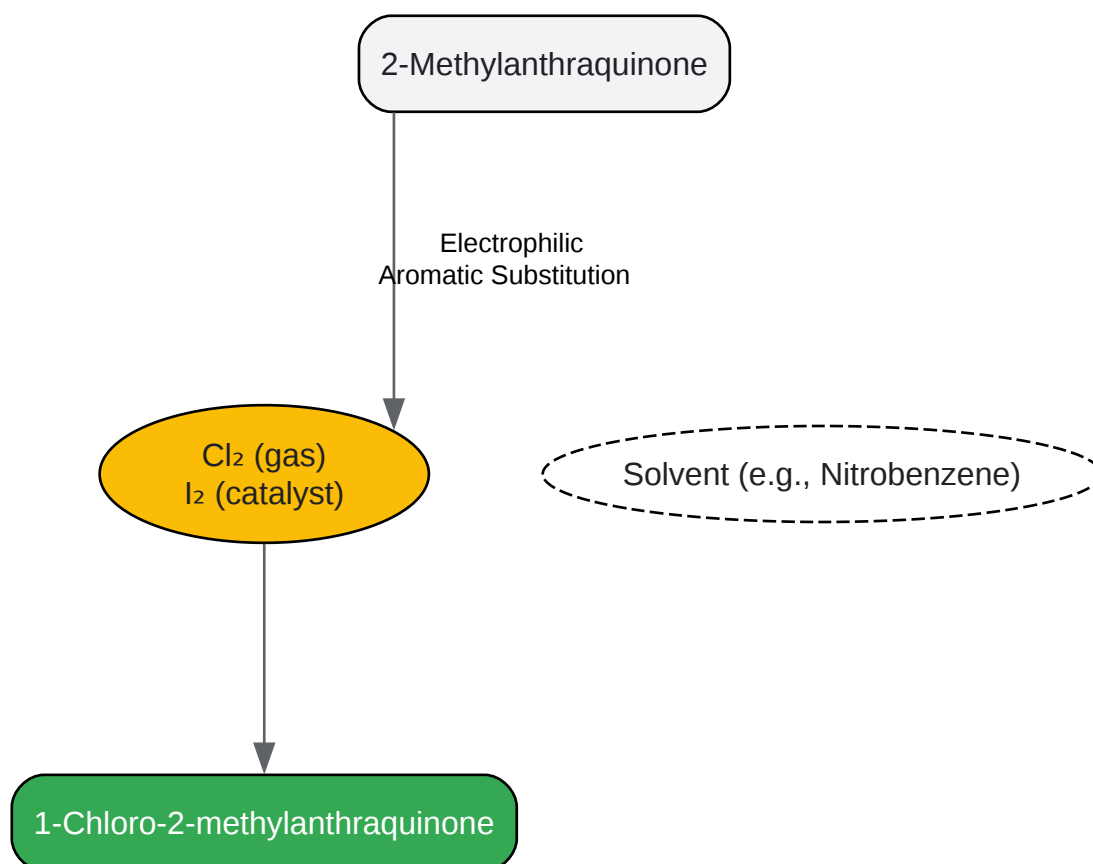 2-Methylanthraquinone
Electrophilic
Aromatic Substitution
Cl₂ (gas)
I₂ (catalyst)
Solvent (e.g., Nitrobenzene)
1-Chloro-2-methylanthraquinone